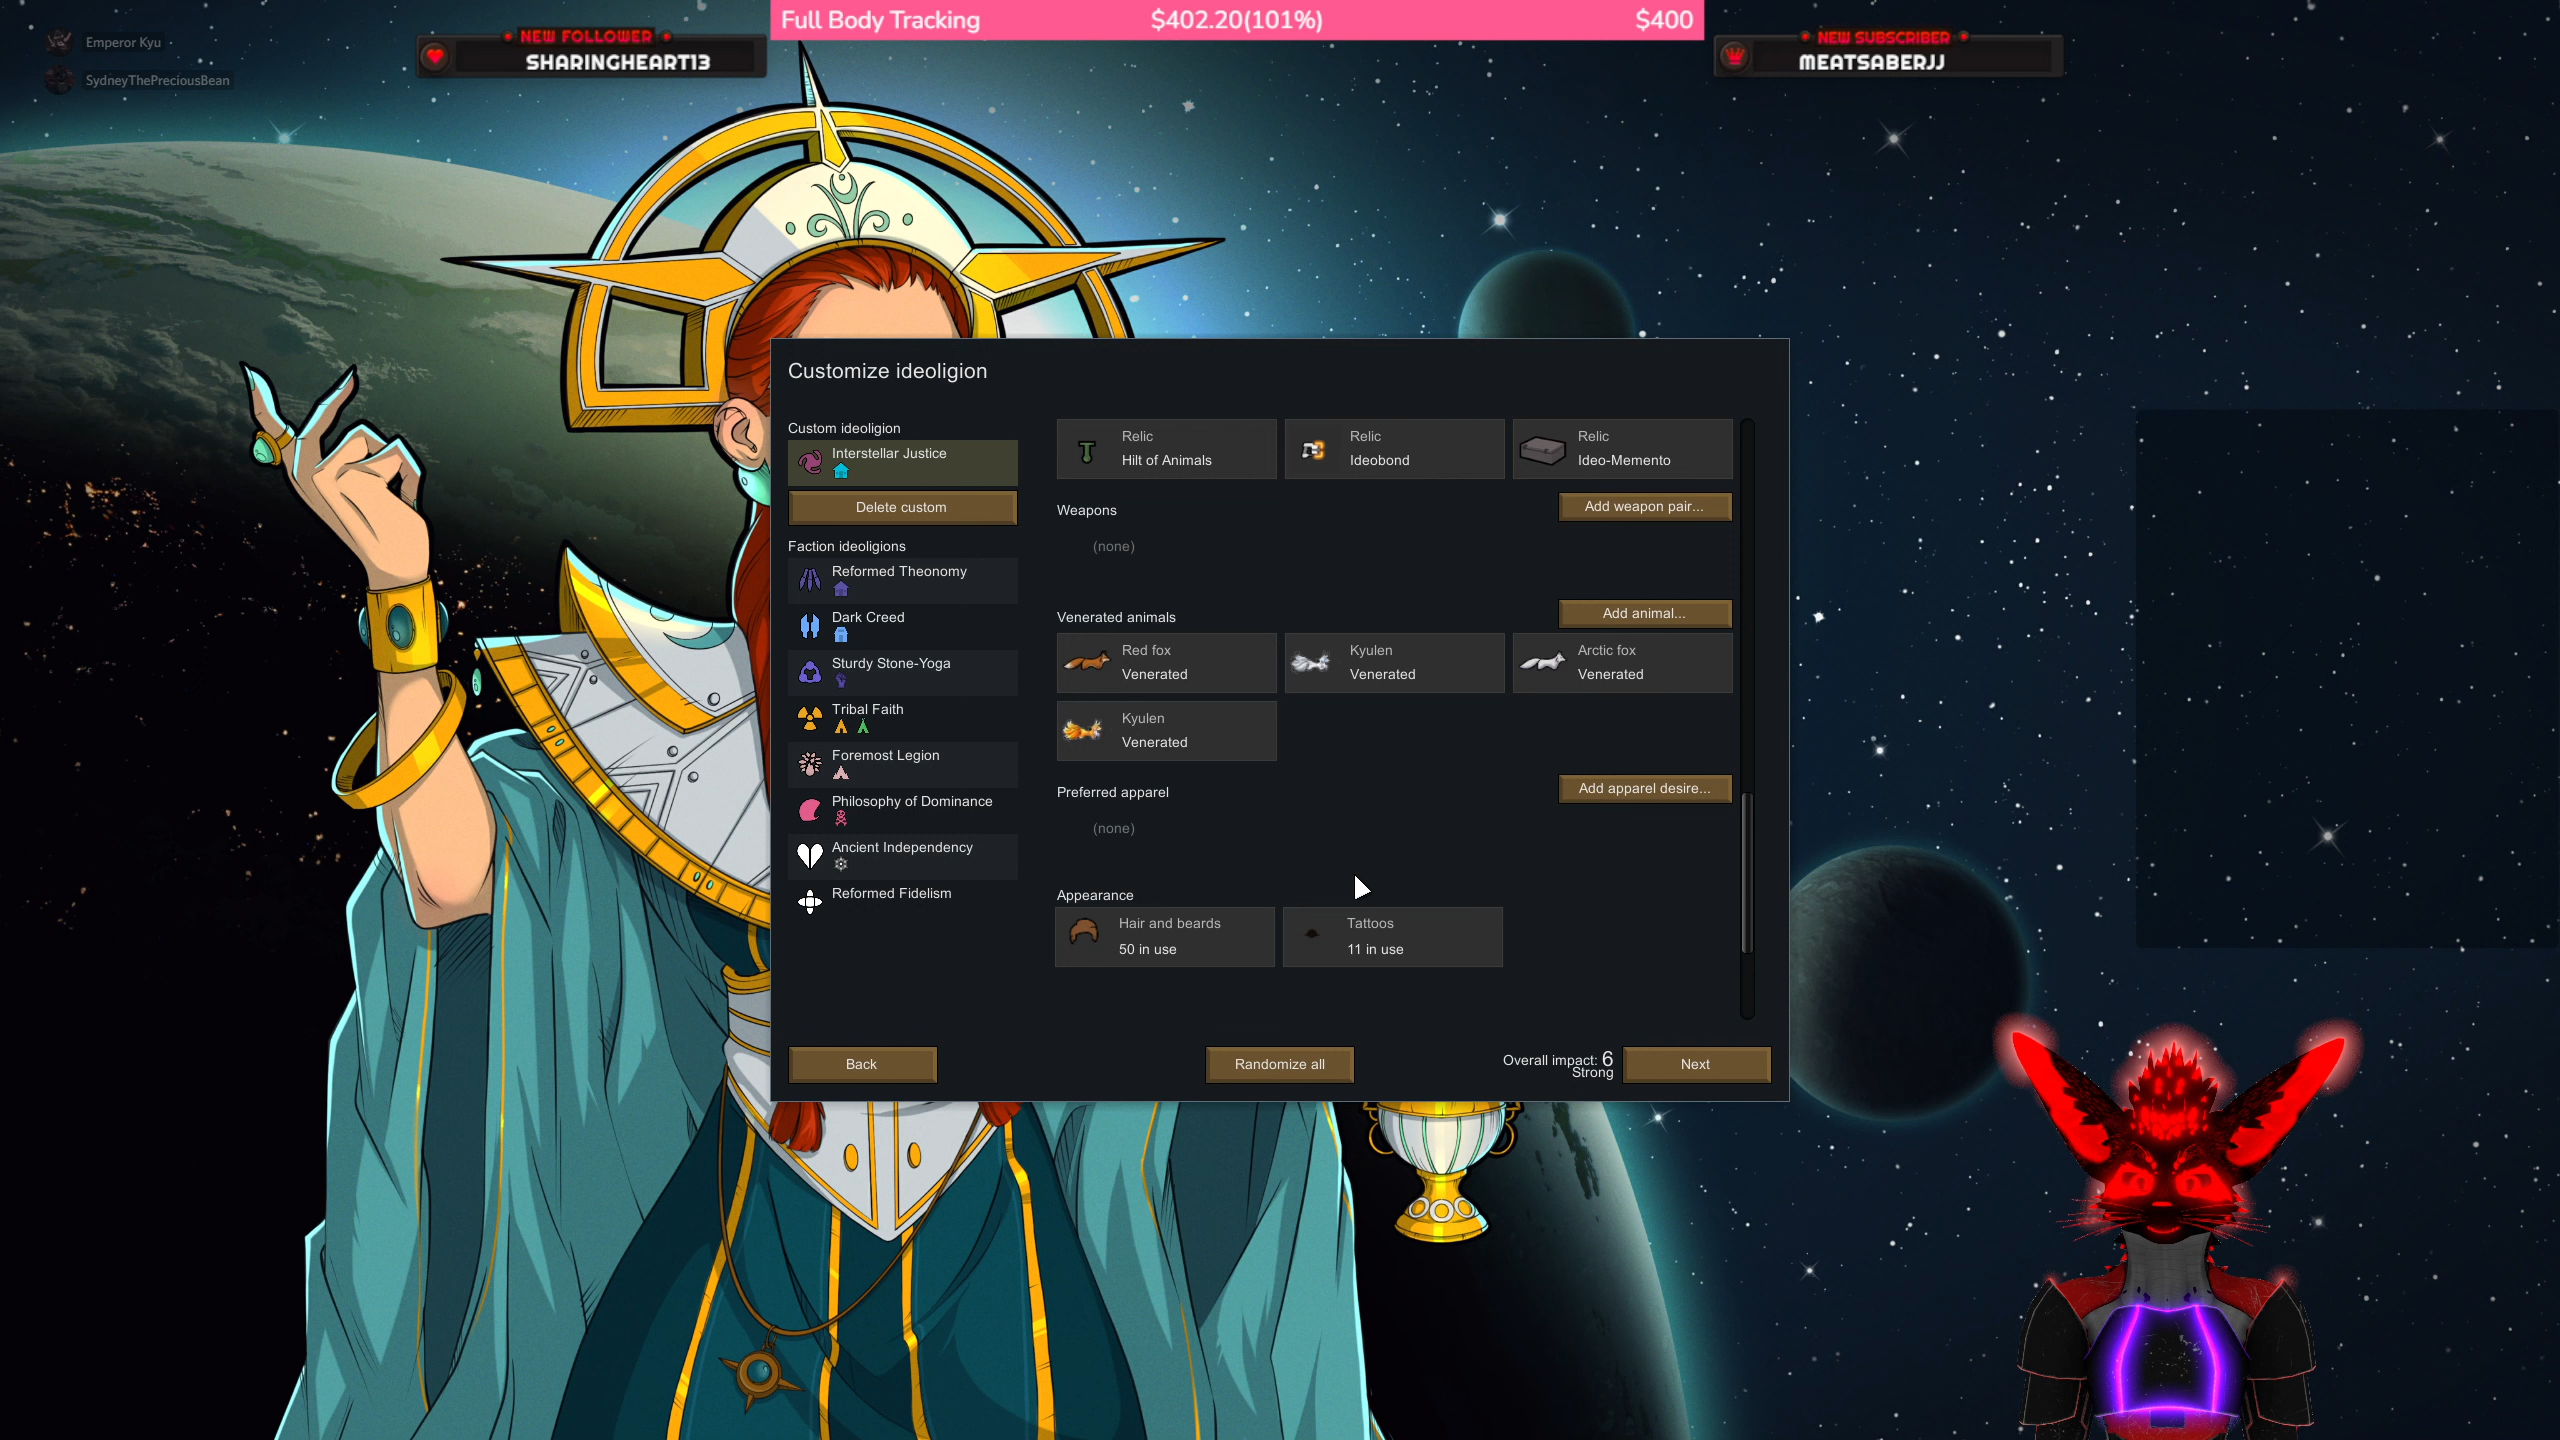 Full Body Tracking $402.20(101%) $400
Emperor Kyu
SydneyThePreciousBean
NEW FOLLOWER
SHARINGHEART13
NEW SUBSCRIBER
MEATSABERJJ
Customize ideoligion
Custom ideoligion
Interstellar Justice
Delete custom
Faction ideoligions
Reformed Theonomy
Dark Creed
Sturdy Stone-Yoga
Tribal Faith
Foremost Legion
Philosophy of Dominance
Ancient Independency
Reformed Fidelism
Relic
Hilt of Animals
Relic
Ideobond
Relic
Ideo-Memento
Weapons
Add weapon pair...
(none)
Venerated animals
Add animal...
Red fox
Venerated
Kyulen
Venerated
Arctic fox
Venerated
Kyulen
Venerated
Preferred apparel
Add apparel desire...
(none)
Appearance
Hair and beards
50 in use
Tattoos
11 in use
Back
Randomize all
Overall impact: 6
Strong
Next